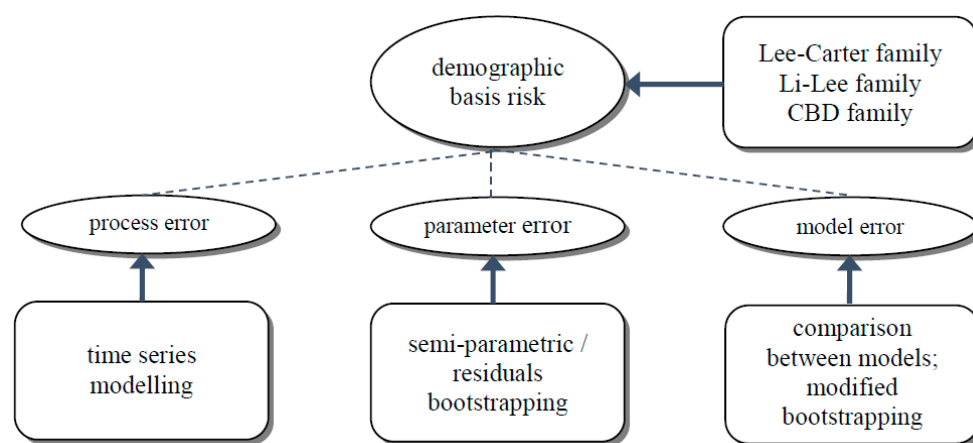 demographic
basis risk
Lee-Carter family
Li-Lee family
CBD family
process error
parameter error
model error
time series
modelling
semi-parametric /
residuals
bootstrapping
comparison
between models;
modified
bootstrapping